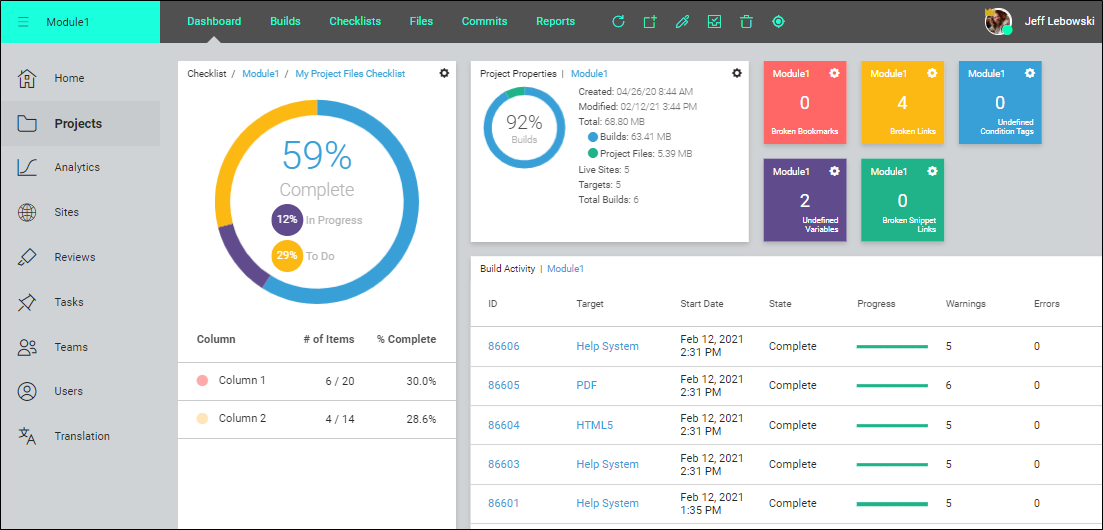 Module1
Dashboard Builds Checklists Files Commits Reports
Jeff Lebowski
Home
Projects
Analytics
Sites
Reviews
Tasks
Teams
Users
Translation
Checklist / Module1 / My Project Files Checklist
59%
Complete
12% In Progress
29% To Do
Column # of Items % Complete
Column 1 6 / 20 30.0%
Column 2 4 / 14 28.6%
Project Properties | Module1
92%
Builds
Created: 04/26/20 8:44 AM
Modified: 02/12/21 3:44 PM
Total: 68.80 MB
Builds: 63.41 MB
Project Files: 5.39 MB
Live Sites: 5
Targets: 5
Total Builds: 6
Module1
0
Broken Bookmarks
Module1
4
Broken Links
Module1
0
Undefined
Condition Tags
Module1
2
Undefined
Variables
Module1
0
Broken Snippet
Links
Build Activity | Module1
ID Target Start Date State Progress Warnings Errors
86606 Help System Feb 12, 2021 Complete 5 0
2:31 PM
86605 PDF Feb 12, 2021 Complete 6 0
2:31 PM
86604 HTML5 Feb 12, 2021 Complete 5 0
2:31 PM
86603 Help System Feb 12, 2021 Complete 5 0
2:31 PM
86601 Help System Feb 12, 2021 Complete 5 0
1:35 PM